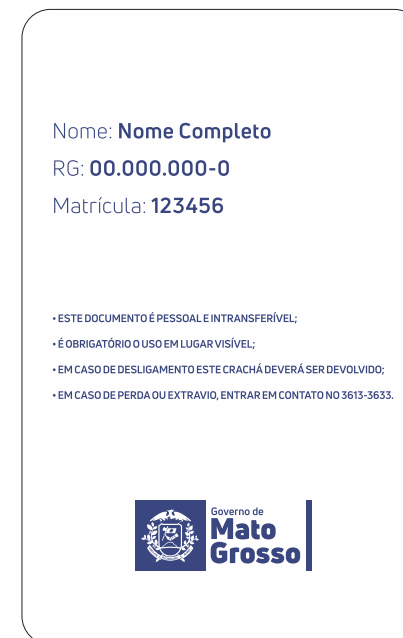 Nome: Nome Completo
RG: 00.000.000-0
Matrícula: 123456
• ESTE DOCUMENTO É PESSOAL E INTRANSFERÍVEL;
• É OBRIGATÓRIO O USO EM LUGAR VISÍVEL;
• EM CASO DE DESLIGAMENTO ESTE CRACHÁ DEVERÁ SER DEVOLVIDO;
• EM CASO DE PERDA OU EXTRAVIO, ENTRAR EM CONTATO NO 3613-3633.
Governo de
Mato
Grosso